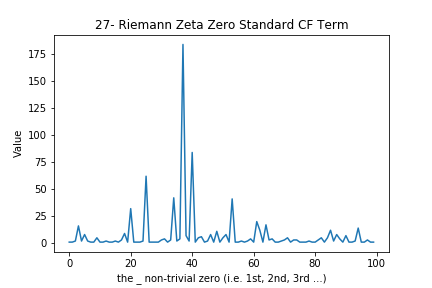 27- Riemann Zeta Zero Standard CF Term
175
150
125
100
75
50
25
0
Value
0 20 40 60 80 100
the _ non-trivial zero (i.e. 1st, 2nd, 3rd ...)